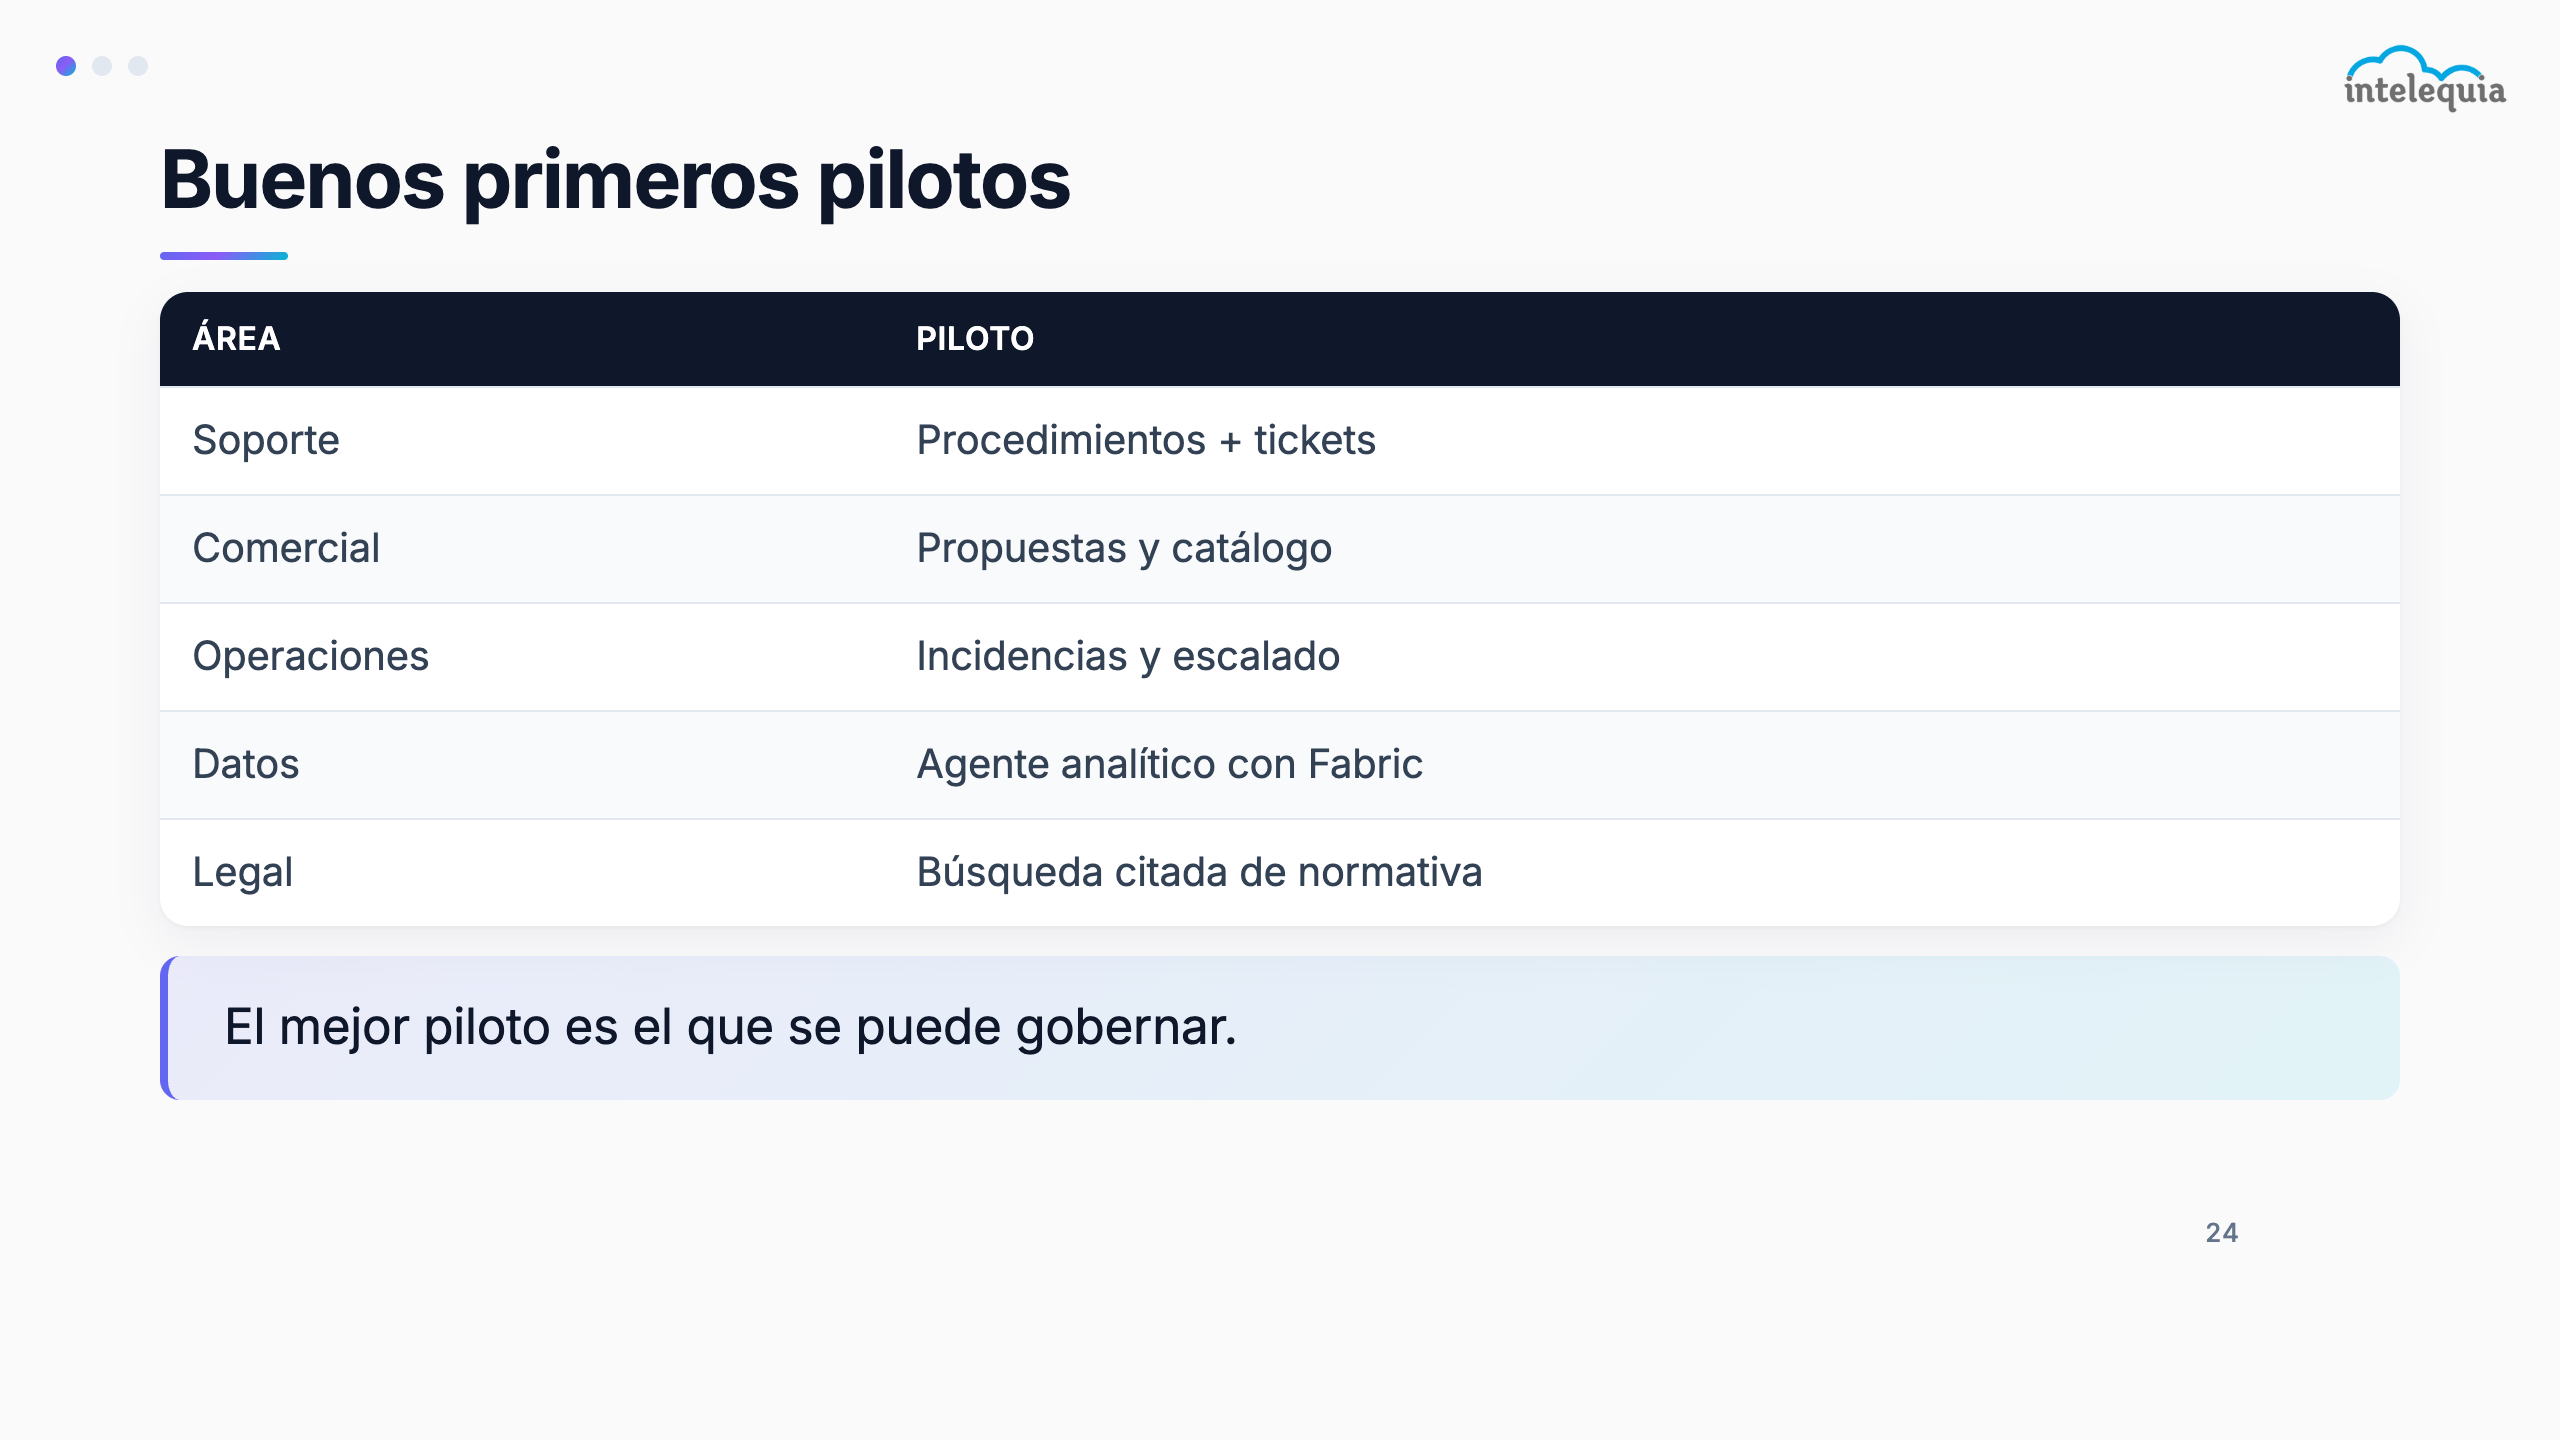 intelequia
Buenos primeros pilotos
ÁREA PILOTO
Soporte Procedimientos + tickets
Comercial Propuestas y catálogo
Operaciones Incidencias y escalado
Datos Agente analítico con Fabric
Legal Búsqueda citada de normativa
El mejor piloto es el que se puede gobernar.
24